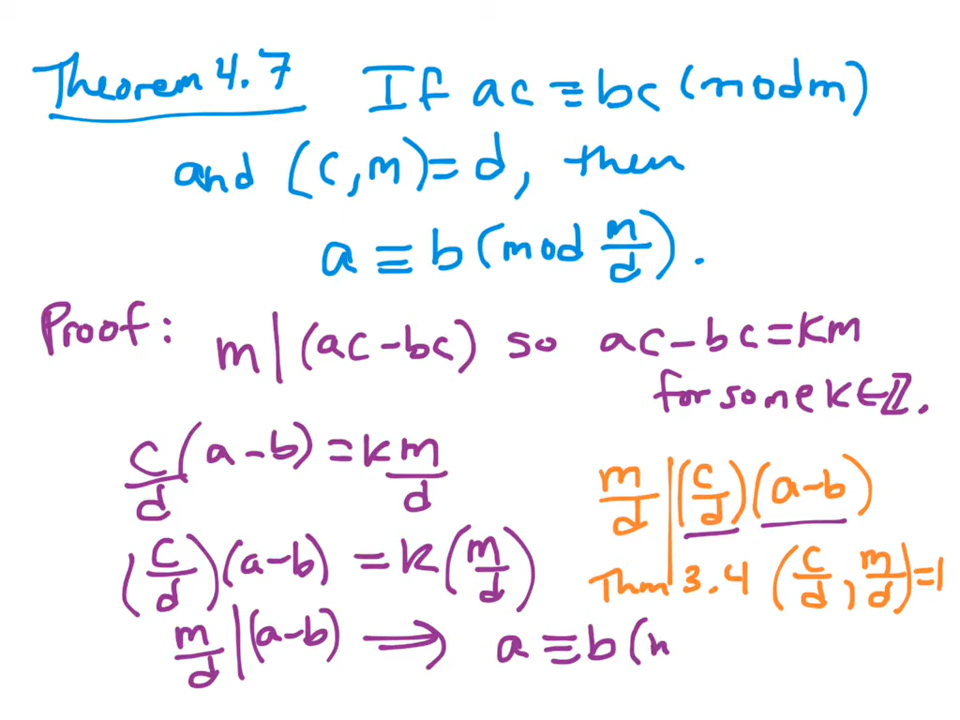 Theorem 4.7 If ac ≡ bc (mod m)
and (c, m) = d, then
a ≡ b (mod m/d).
Proof: m | (ac - bc) so ac - bc = km
for some k ∈ ℤ.
c/d (a - b) = k m/d
(c/d)(a - b) = k(m/d)
m/d | (a - b) ⟹ a ≡ b (n
m/d | (c/d)(a - b)
Thm 3.4 (c/d, m/d) = 1